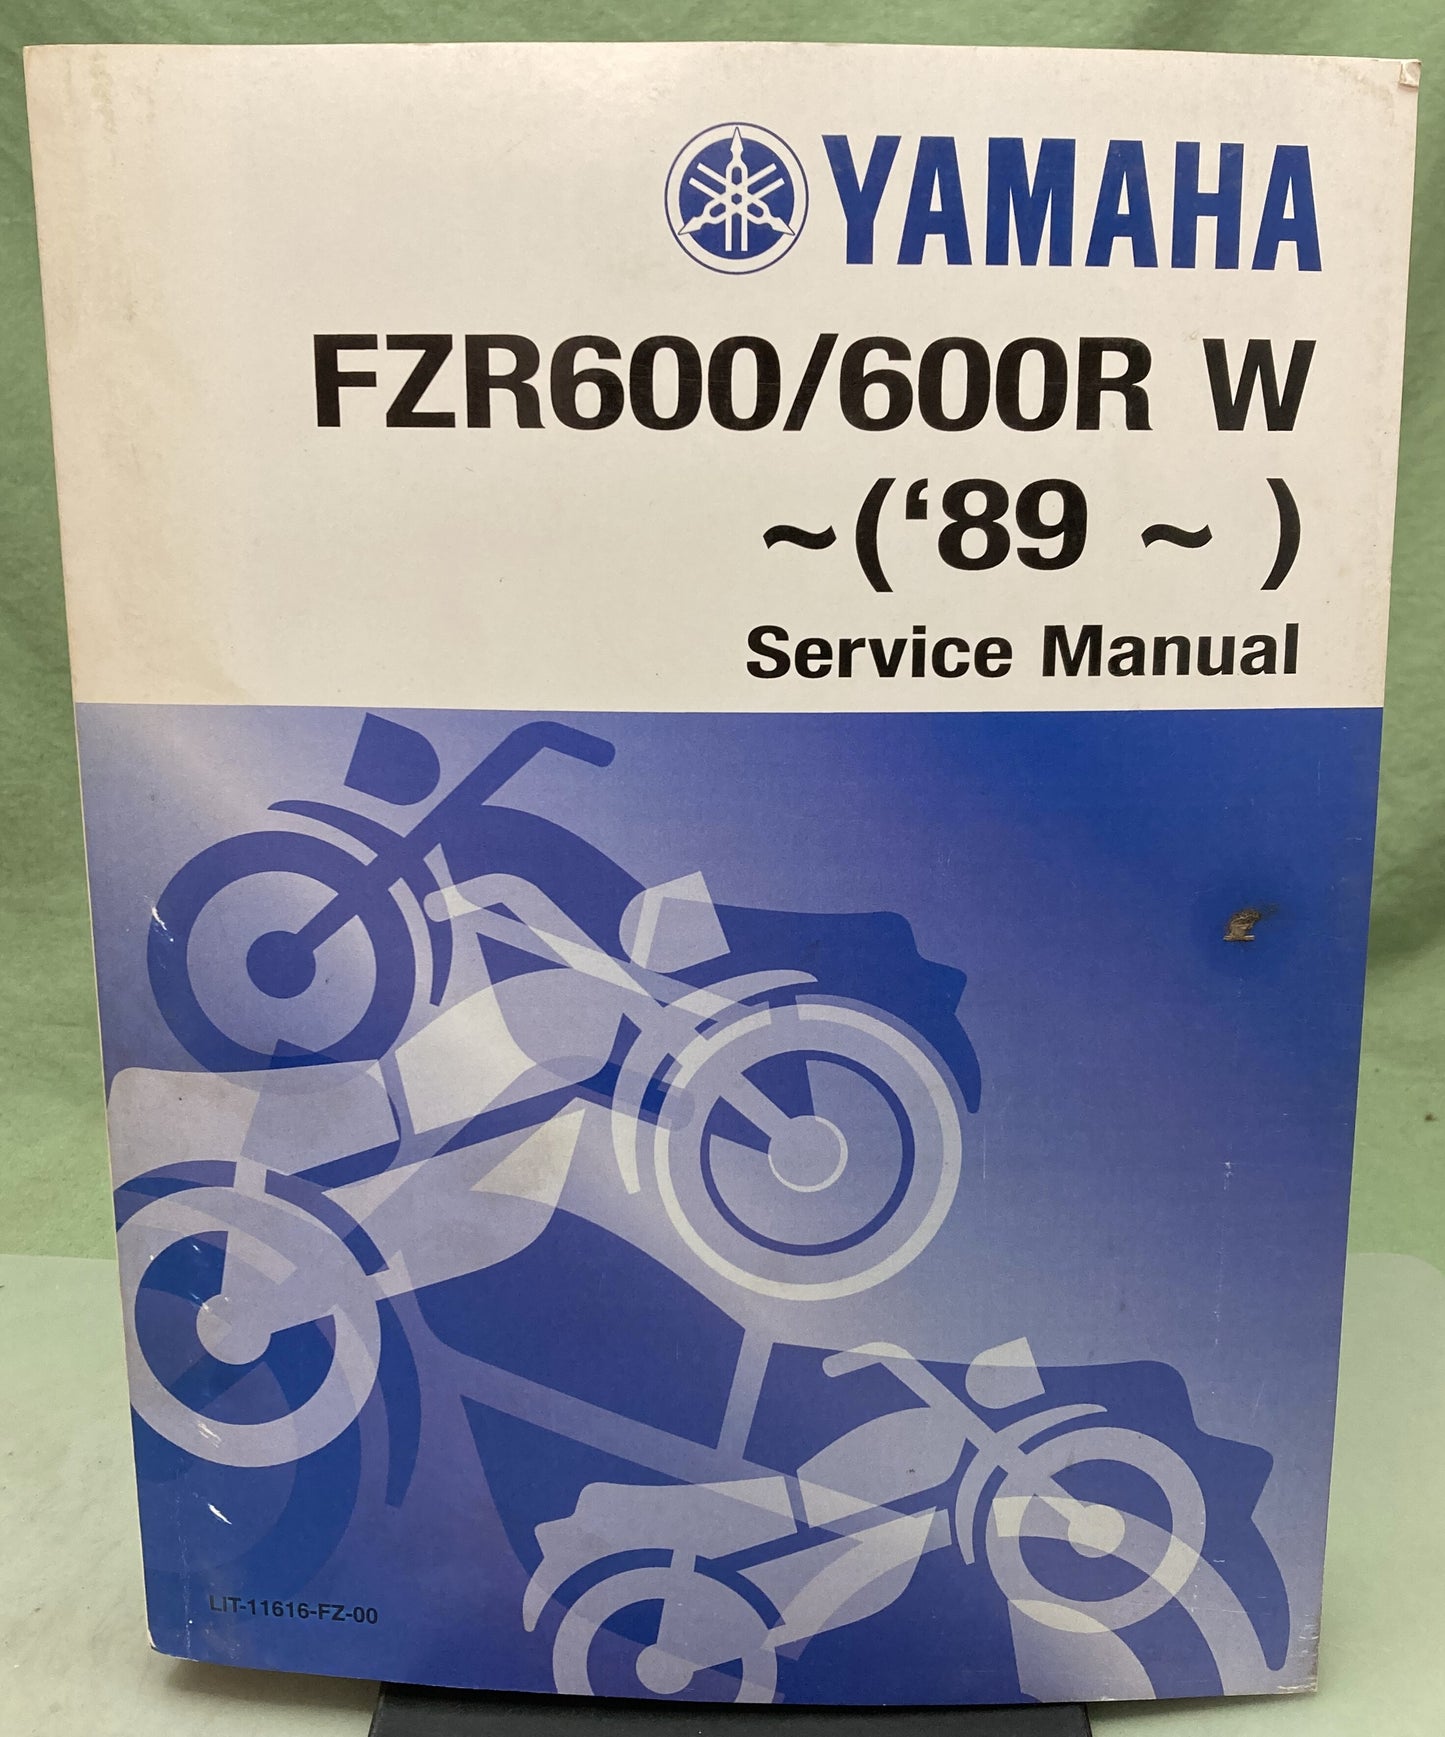 YAMAHA
FZR600/600R W
~(‘89 ~ )
Service Manual
LIT-11616-FZ-00